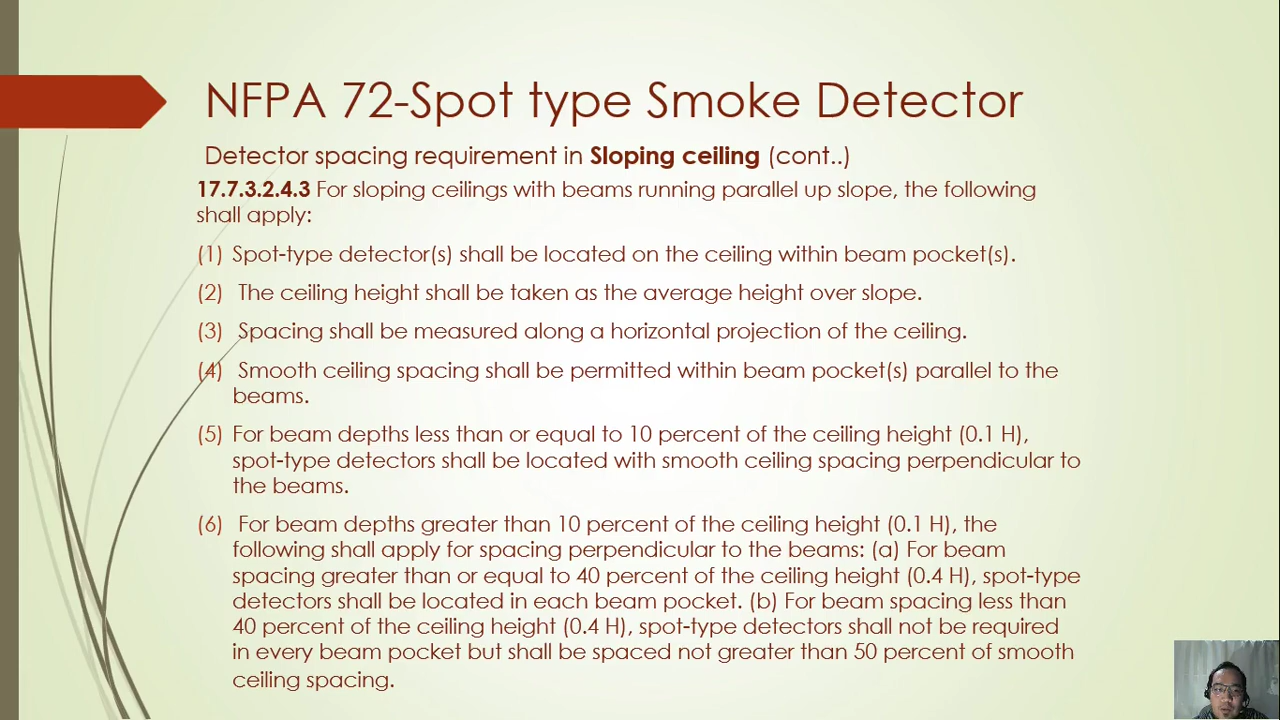 NFPA 72-Spot type Smoke Detector
Detector spacing requirement in Sloping ceiling (cont..)
17.7.3.2.4.3 For sloping ceilings with beams running parallel up slope, the following
shall apply:
(1) Spot-type detector(s) shall be located on the ceiling within beam pocket(s).
(2) The ceiling height shall be taken as the average height over slope.
(3) Spacing shall be measured along a horizontal projection of the ceiling.
(4) Smooth ceiling spacing shall be permitted within beam pocket(s) parallel to the
beams.
(5) For beam depths less than or equal to 10 percent of the ceiling height (0.1 H),
spot-type detectors shall be located with smooth ceiling spacing perpendicular to
the beams.
(6) For beam depths greater than 10 percent of the ceiling height (0.1 H), the
following shall apply for spacing perpendicular to the beams: (a) For beam
spacing greater than or equal to 40 percent of the ceiling height (0.4 H), spot-type
detectors shall be located in each beam pocket. (b) For beam spacing less than
40 percent of the ceiling height (0.4 H), spot-type detectors shall not be required
in every beam pocket but shall be spaced not greater than 50 percent of smooth
ceiling spacing.